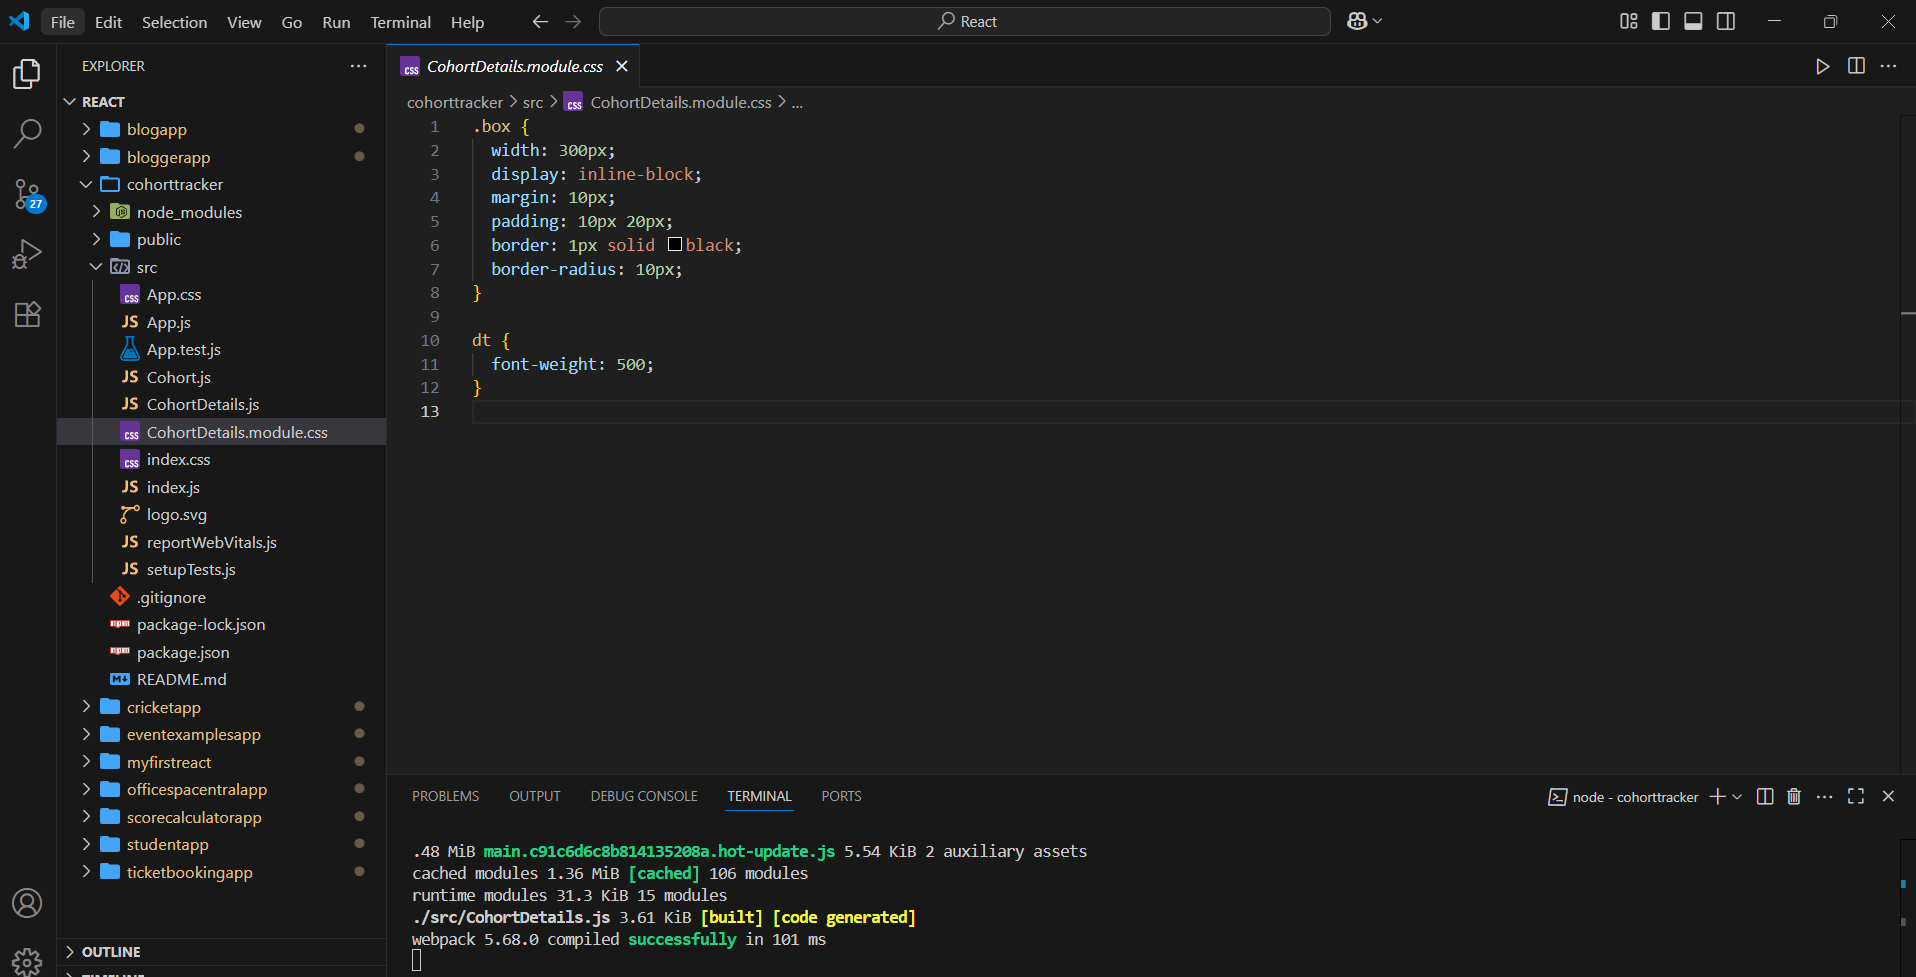 File Edit Selection View Go Run Terminal Help
React
EXPLORER
REACT
blogapp
bloggerapp
cohorttracker
node_modules
public
src
App.css
App.js
App.test.js
Cohort.js
CohortDetails.js
CohortDetails.module.css
index.css
index.js
logo.svg
reportWebVitals.js
setupTests.js
.gitignore
package-lock.json
package.json
README.md
cricketapp
eventexamplesapp
myfirstreact
officespacentralapp
scorecalculatorapp
studentapp
ticketbookingapp
OUTLINE
TIMELINE
27
CohortDetails.module.css
cohorttracker > src > CohortDetails.module.css > ...
1 .box {
2 width: 300px;
3 display: inline-block;
4 margin: 10px;
5 padding: 10px 20px;
6 border: 1px solid black;
7 border-radius: 10px;
8 }
9
10 dt {
11 font-weight: 500;
12 }
13
PROBLEMS OUTPUT DEBUG CONSOLE TERMINAL PORTS
node - cohorttracker
.48 MiB main.c91c6d6c8b814135208a.hot-update.js 5.54 KiB 2 auxiliary assets
cached modules 1.36 MiB [cached] 106 modules
runtime modules 31.3 KiB 15 modules
./src/CohortDetails.js 3.61 KiB [built] [code generated]
webpack 5.68.0 compiled successfully in 101 ms